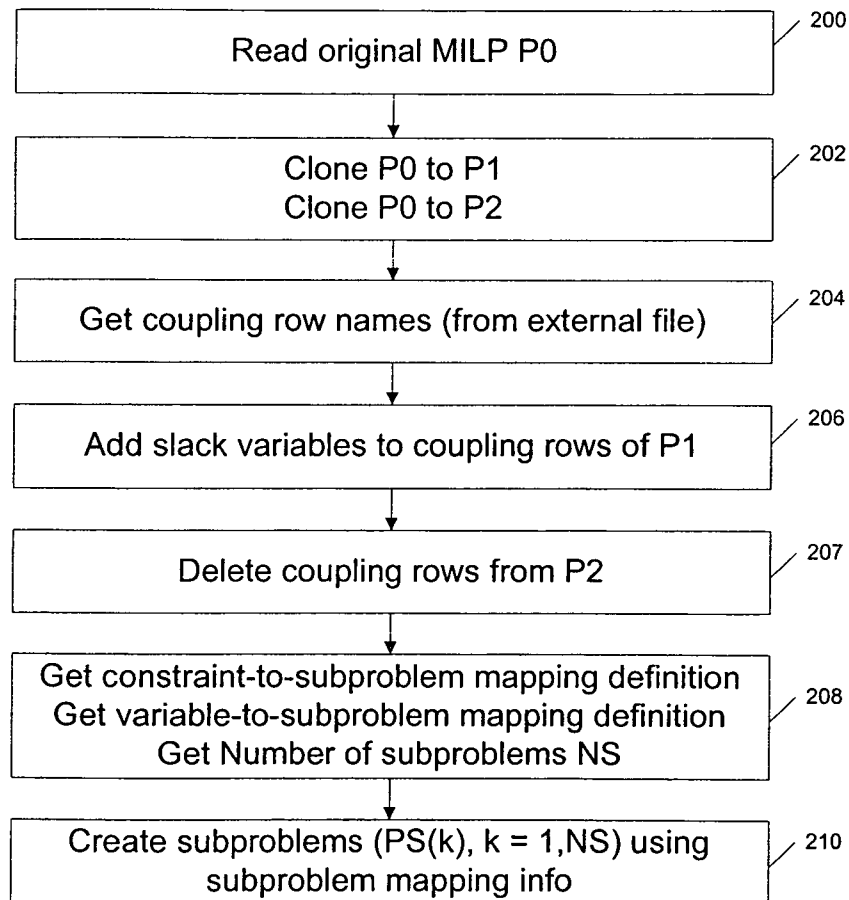 200
Read original MILP P0
202
Clone P0 to P1
Clone P0 to P2
204
Get coupling row names (from external file)
206
Add slack variables to coupling rows of P1
207
Delete coupling rows from P2
208
Get constraint-to-subproblem mapping definition
Get variable-to-subproblem mapping definition
Get Number of subproblems NS
210
Create subproblems (PS(k), k = 1,NS) using
subproblem mapping info